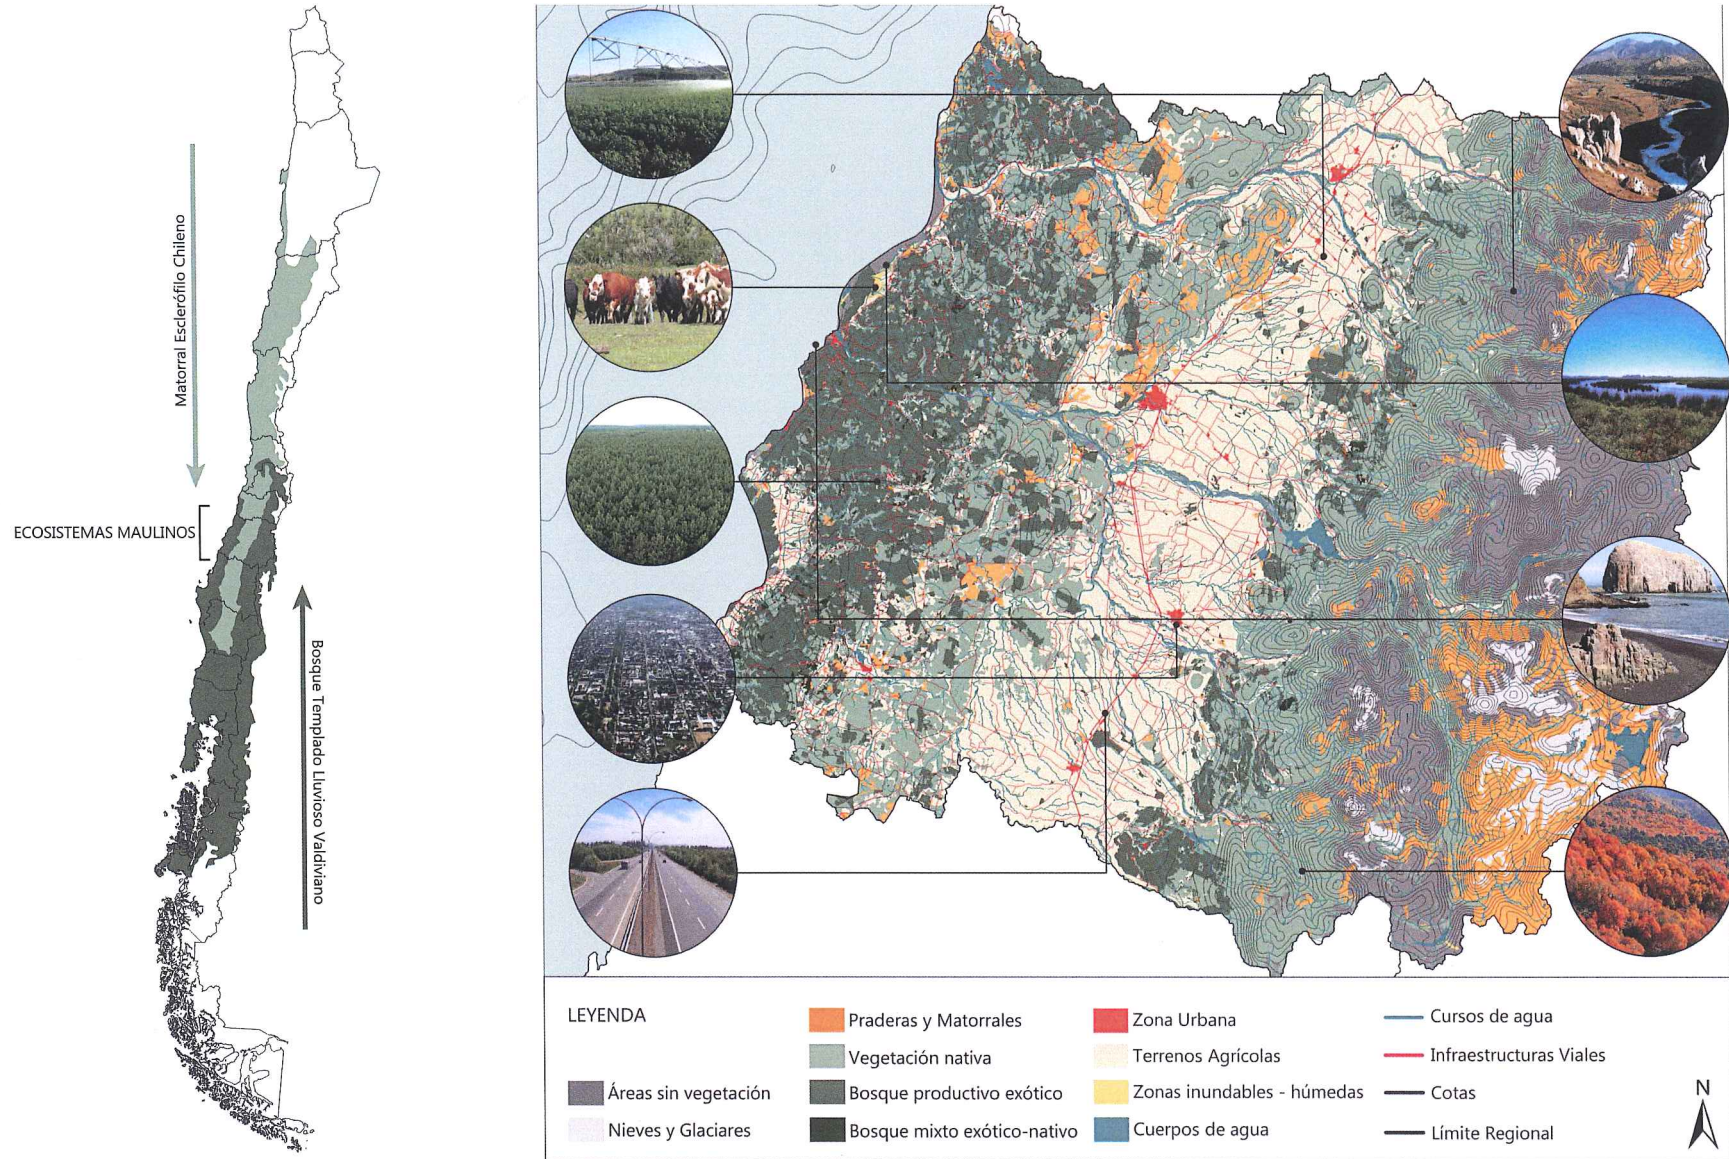 Matorral Esclerófilo Chileno
ECOSISTEMAS MAULINOS
Bosque Templado Lluvioso Valdiviano
LEYENDA
Áreas sin vegetación
Nieves y Glaciares
Praderas y Matorrales
Vegetación nativa
Bosque productivo exótico
Bosque mixto exótico-nativo
Zona Urbana
Terrenos Agrícolas
Zonas inundables - húmedas
Cuerpos de agua
Cursos de agua
Infraestructuras Viales
Cotas
Límite Regional
N